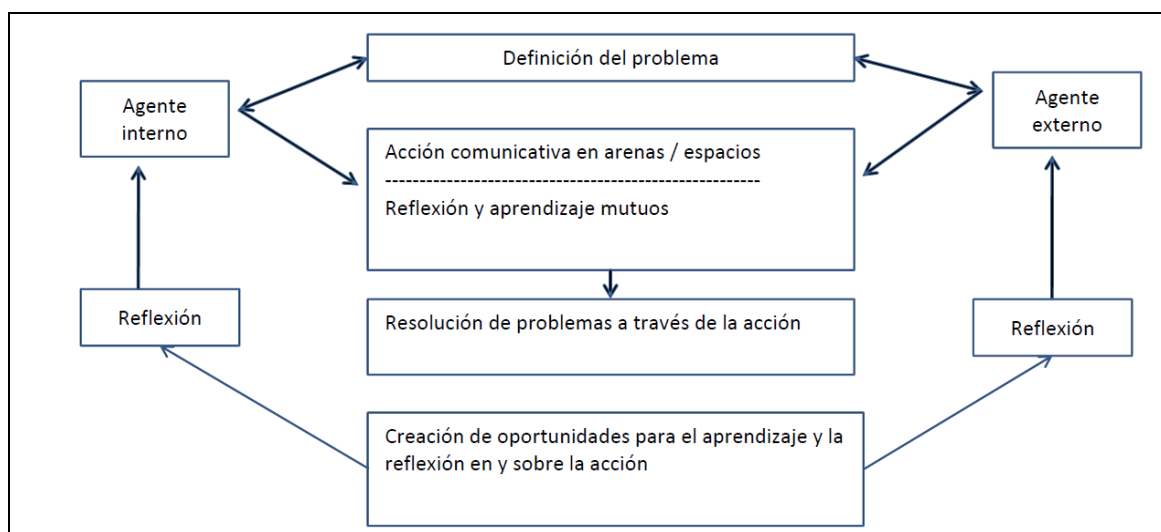 Definición del problema
Agente
interno
Agente
externo
Acción comunicativa en arenas / espacios
-------------------------------------------------------
Reflexión y aprendizaje mutuos
Reflexión
Resolución de problemas a través de la acción
Reflexión
Creación de oportunidades para el aprendizaje y la
reflexión en y sobre la acción